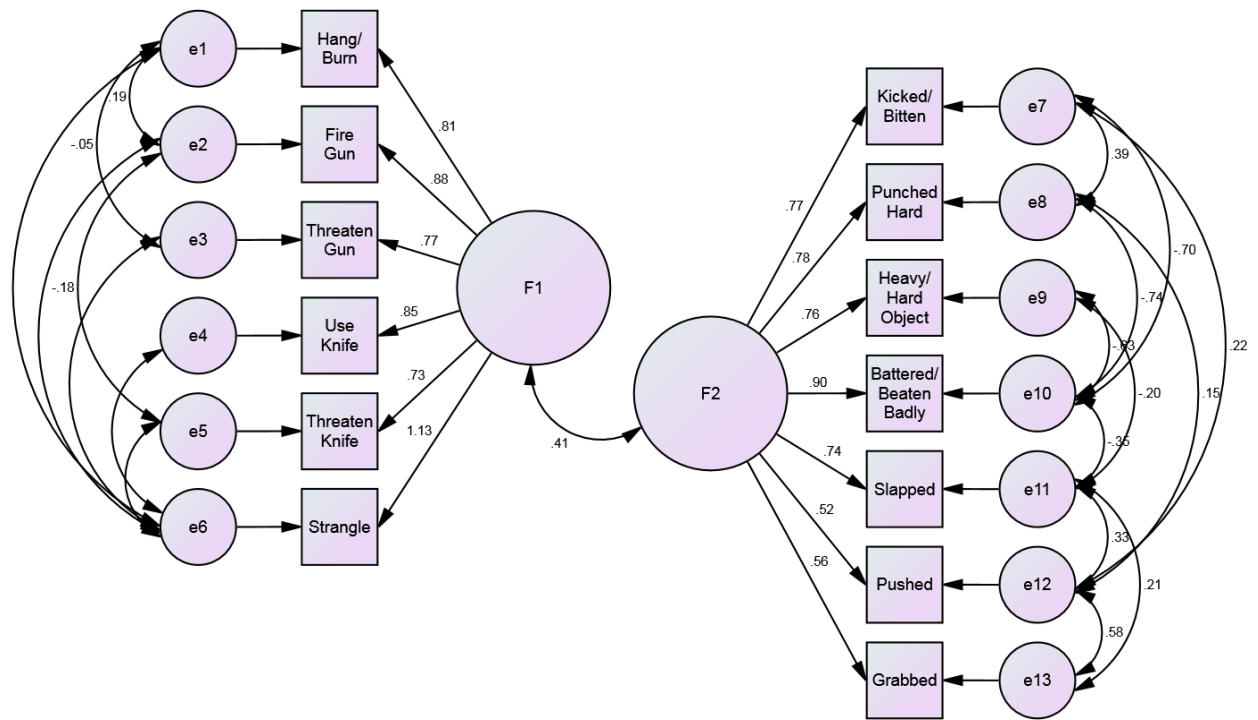 e1
Hang/
Burn
.19
.81
e2
Fire
Gun
-.05
.88
e3
Threaten
Gun
.77
F1
-.18
e4
Use
Knife
.85
e5
Threaten
Knife
.73
1.13
e6
Strangle
.41
F2
Kicked/
Bitten
e7
.77
.39
Punched
Hard
e8
.78
-.70
Heavy/
Hard
Object
e9
.76
-.74
-.63
.22
Battered/
Beaten
Badly
e10
.90
-.20
.15
-.35
.74
Slapped
e11
.52
.33
.56
Pushed
e12
.21
.58
Grabbed
e13